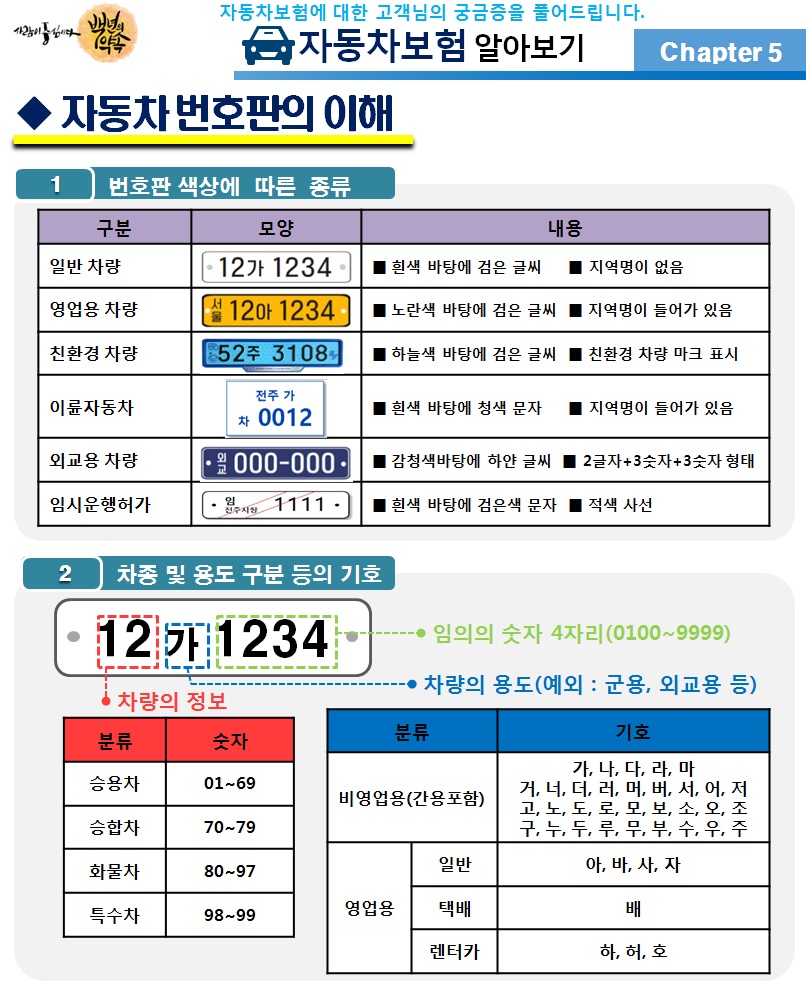 자동차보험에 대한 고객님의 궁금증을 풀어드립니다.
사람이 중심이다 백년의 약속
자동차보험 알아보기
Chapter 5
◆ 자동차 번호판의 이해
1 번호판 색상에 따른 종류
구분 모양 내용
일반 차량 12가 1234 ■ 흰색 바탕에 검은 글씨 ■ 지역명이 없음
영업용 차량 서울 12아 1234 ■ 노란색 바탕에 검은 글씨 ■ 지역명이 들어가 있음
친환경 차량 52주 3108 ■ 하늘색 바탕에 검은 글씨 ■ 친환경 차량 마크 표시
이륜자동차 전주 가 차 0012 ■ 흰색 바탕에 청색 문자 ■ 지역명이 들어가 있음
외교용 차량 외교 000-000 ■ 감청색바탕에 하얀 글씨 ■ 2글자+3숫자+3숫자 형태
임시운행허가 임 전주시장 1111 ■ 흰색 바탕에 검은색 문자 ■ 적색 사선
2 차종 및 용도 구분 등의 기호
12 가 1234
임의의 숫자 4자리(0100~9999)
차량의 용도(예외 : 군용, 외교용 등)
차량의 정보
분류 숫자
승용차 01~69
승합차 70~79
화물차 80~97
특수차 98~99
분류 기호
비영업용(간용포함)
가, 나, 다, 라, 마
거, 너, 더, 러, 머, 버, 서, 어, 저
고, 노, 도, 로, 모, 보, 소, 오, 조
구, 누, 두, 루, 무, 부, 수, 우, 주
영업용
일반 아, 바, 사, 자
택배 배
렌터카 하, 허, 호